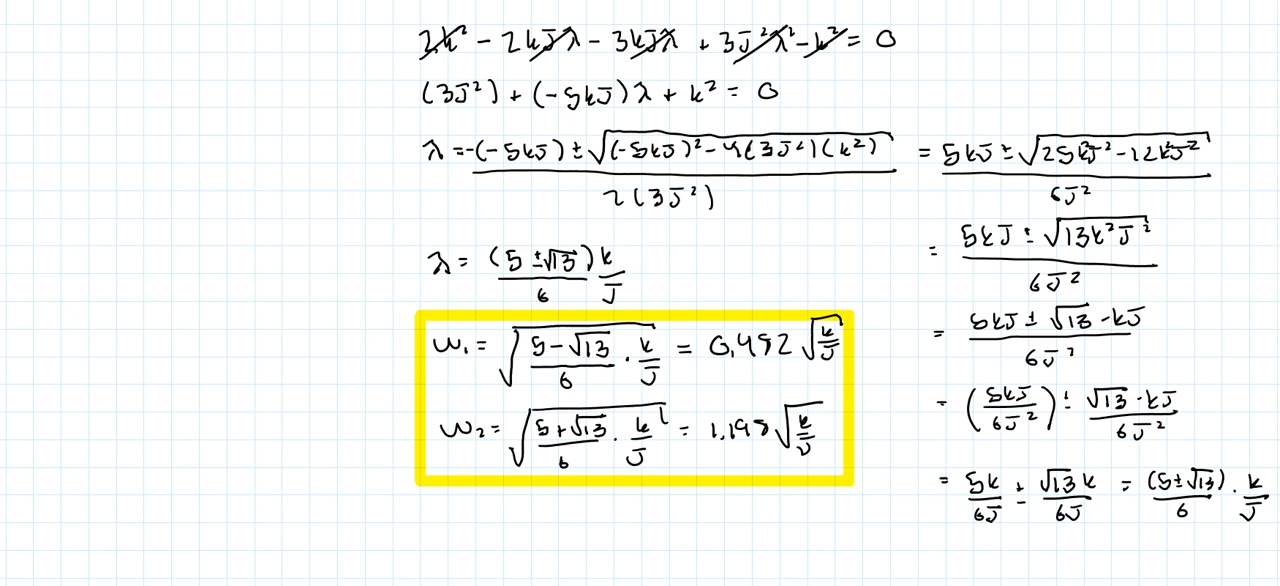 2k² - 2kJλ - 3kJλ + 3J²λ² - k² = 0
(3J²) + (-5kJ)λ + k² = 0
λ = -(-5kJ) ± √((-5kJ)² - 4(3J²)(k²)) / 2(3J²)
λ = (5 ± √13)/6 k/J
ω₁ = √(5-√13/6 · k/J) = 0,482 √(k/J)
ω₂ = √(5+√13/6 · k/J) = 1,198 √(k/J)
= 5kJ ± √(25k²J² - 12k²J²) / 6J²
= 5kJ ± √(13k²J²) / 6J²
= 5kJ ± √13 - kJ / 6J²
= (5kJ/6J²) ± √13 - kJ / 6J²
= 5k/6J ± √13k/6J = (5±√13)/6 · k/J